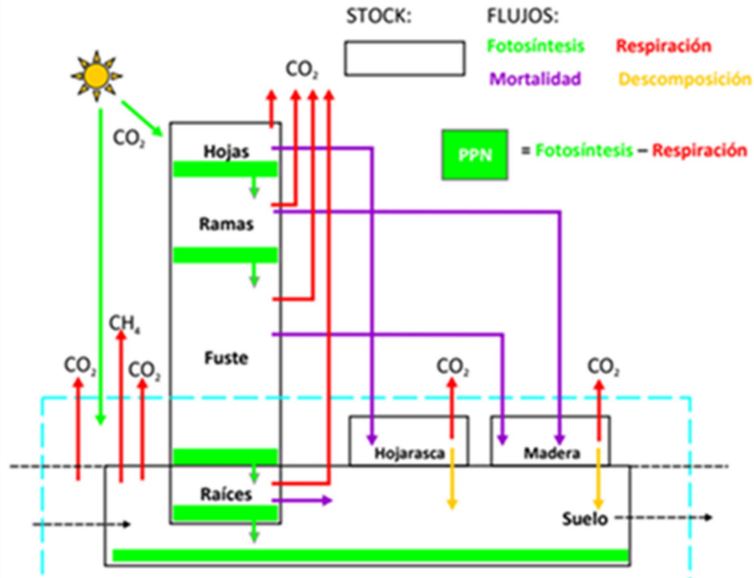 STOCK:
FLUJOS:
Fotosíntesis
Respiración
Mortalidad
Descomposición
PPN
= Fotosíntesis – Respiración
CO₂
CO₂
Hojas
Ramas
Fuste
CH₄
CO₂
CO₂
CO₂
CO₂
Hojarasca
Madera
Raíces
Suelo